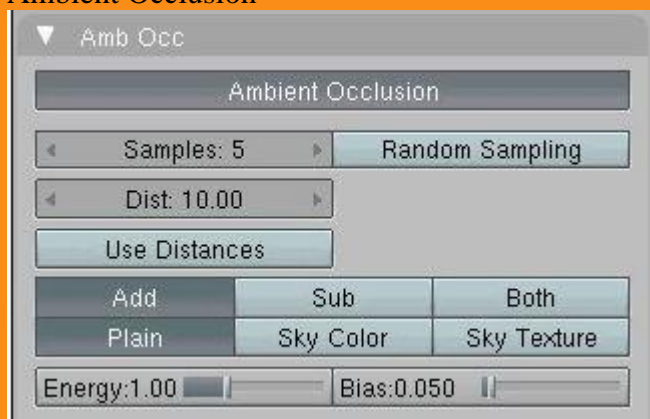 Ambient Occlusion
Amb Occ
Ambient Occlusion
Samples: 5 Random Sampling
Dist: 10.00
Use Distances
Add Sub Both
Plain Sky Color Sky Texture
Energy:1.00 Bias:0.050